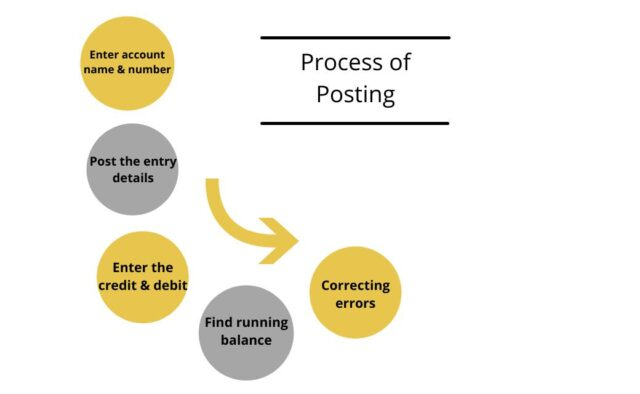 Process of
Posting
Enter account
name & number
Post the entry
details
Enter the
credit & debit
Find running
balance
Correcting
errors